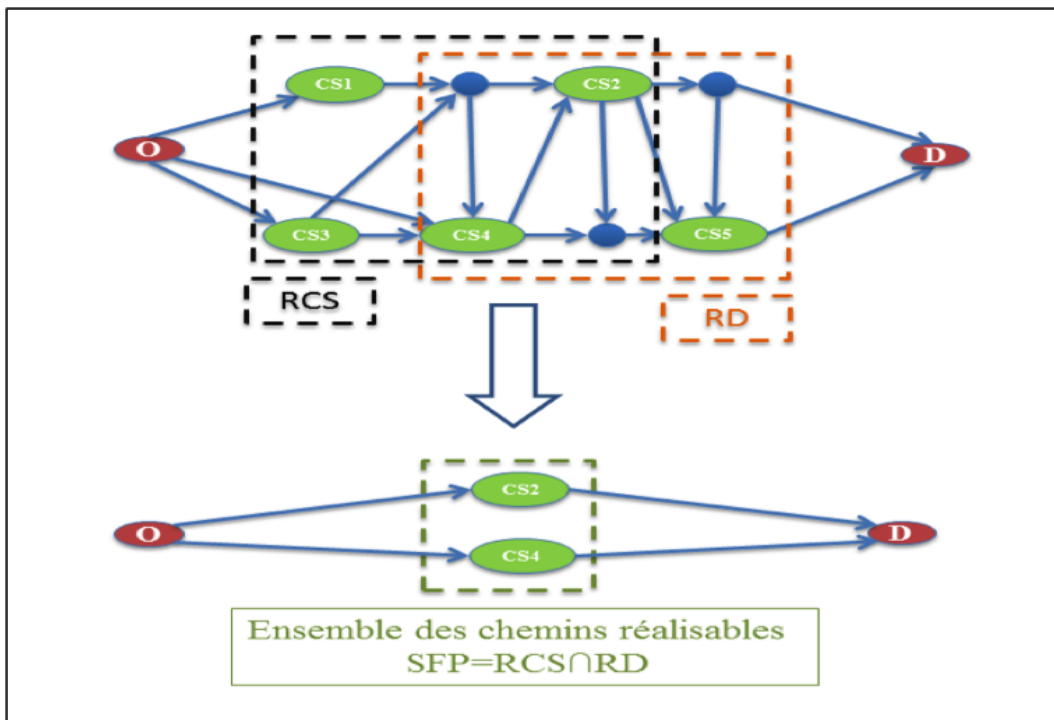 CS1
CS2
O
D
CS3
CS4
CS5
RCS
RD
CS2
O
D
CS4
Ensemble des chemins réalisables
SFP=RCS∩RD